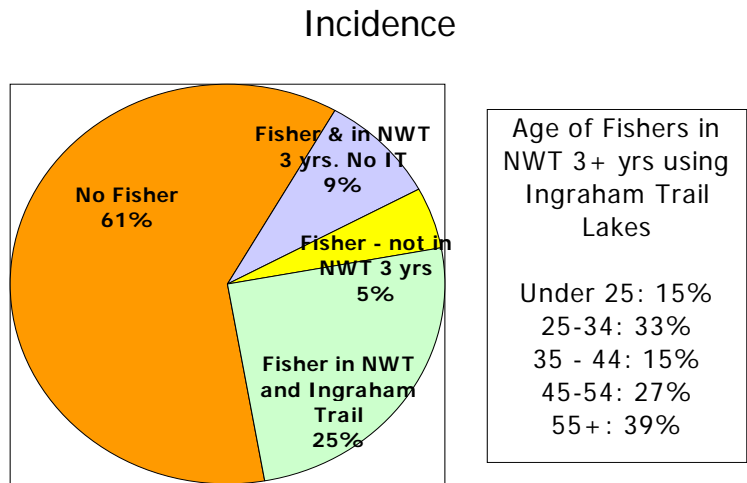 Incidence
Fisher & in NWT
3 yrs. No IT
9%
No Fisher
61%
Fisher - not in
NWT 3 yrs
5%
Fisher in NWT
and Ingraham
Trail
25%
Age of Fishers in
NWT 3+ yrs using
Ingraham Trail
Lakes
Under 25: 15%
25-34: 33%
35 - 44: 15%
45-54: 27%
55+: 39%